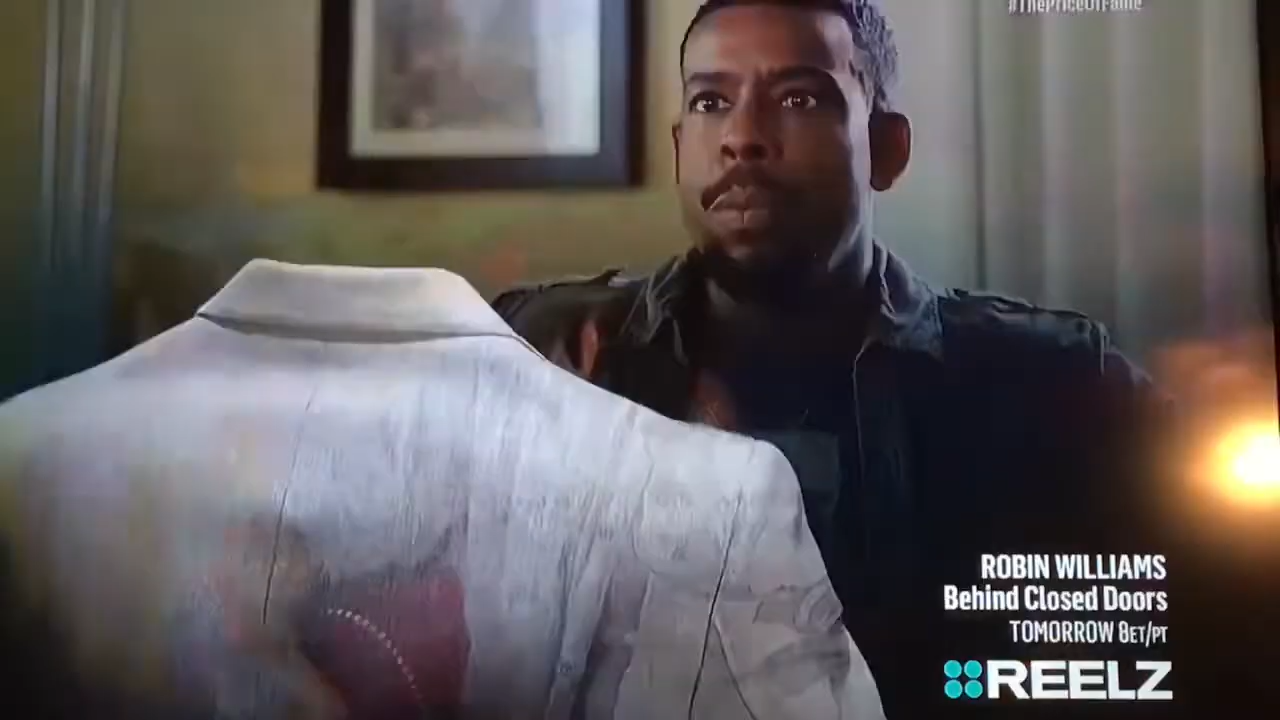 #ThePriceOfFame
ROBIN WILLIAMS
Behind Closed Doors
TOMORROW 8ET/PT
REELZ